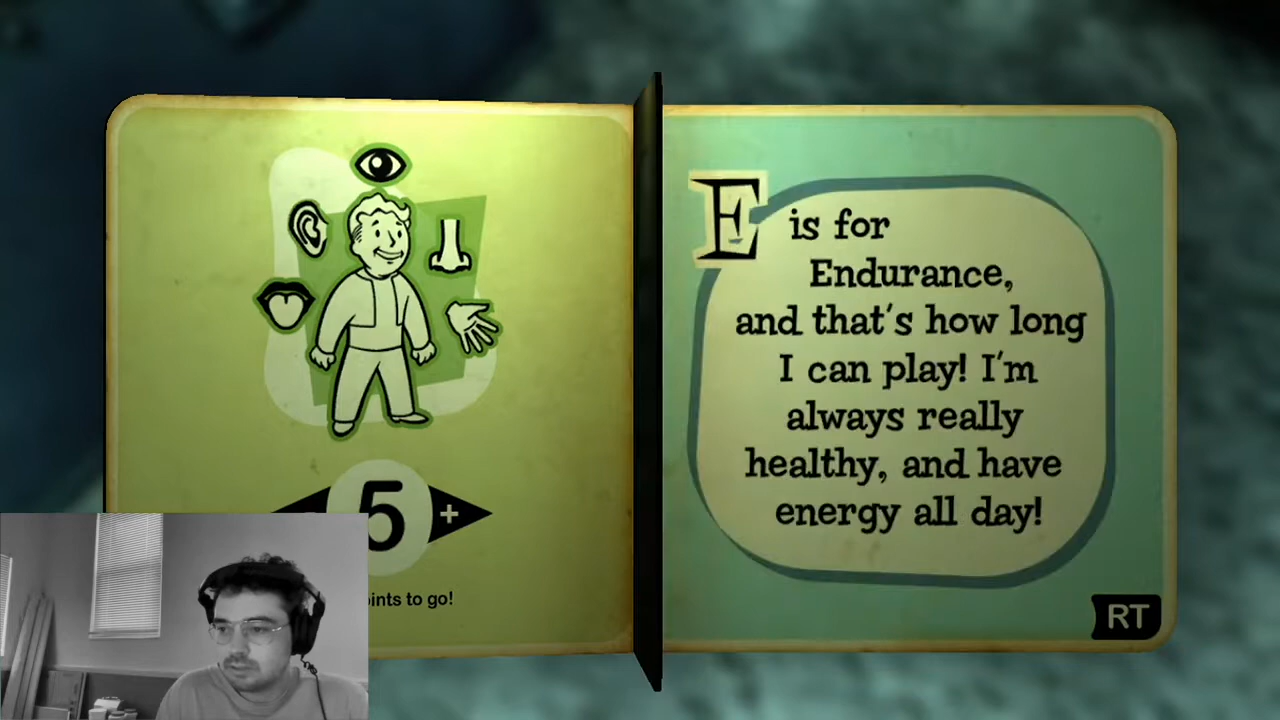 5
+
to go!
E is for
Endurance,
and that's how long
I can play! I'm
always really
healthy, and have
energy all day!
RT